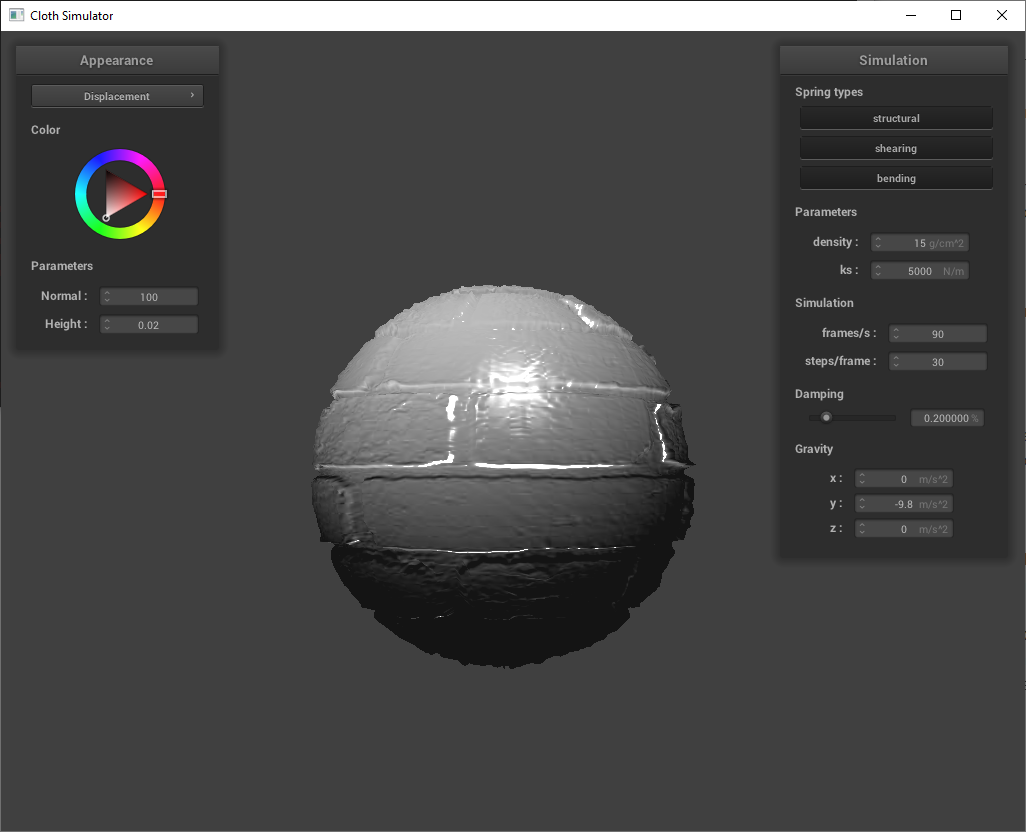 Cloth Simulator
Appearance
Displacement
Color
Parameters
Normal : 100
Height : 0.02
Simulation
Spring types
structural
shearing
bending
Parameters
density : 15 g/cm^2
ks : 5000 N/m
Simulation
frames/s : 90
steps/frame : 30
Damping
0.200000 %
Gravity
x : 0 m/s^2
y : -9.8 m/s^2
z : 0 m/s^2